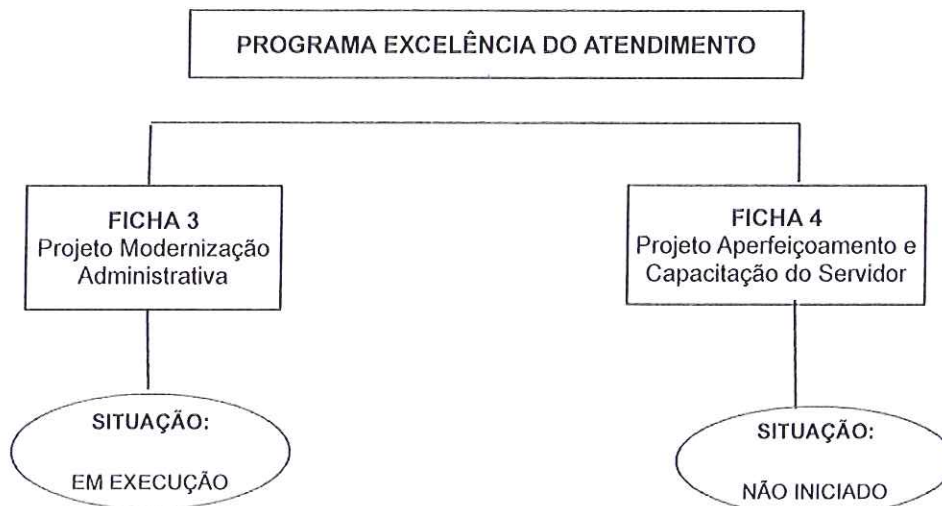 PROGRAMA EXCELÊNCIA DO ATENDIMENTO
FICHA 3
Projeto Modernização
Administrativa
FICHA 4
Projeto Aperfeiçoamento e
Capacitação do Servidor
SITUAÇÃO:
EM EXECUÇÃO
SITUAÇÃO:
NÃO INICIADO